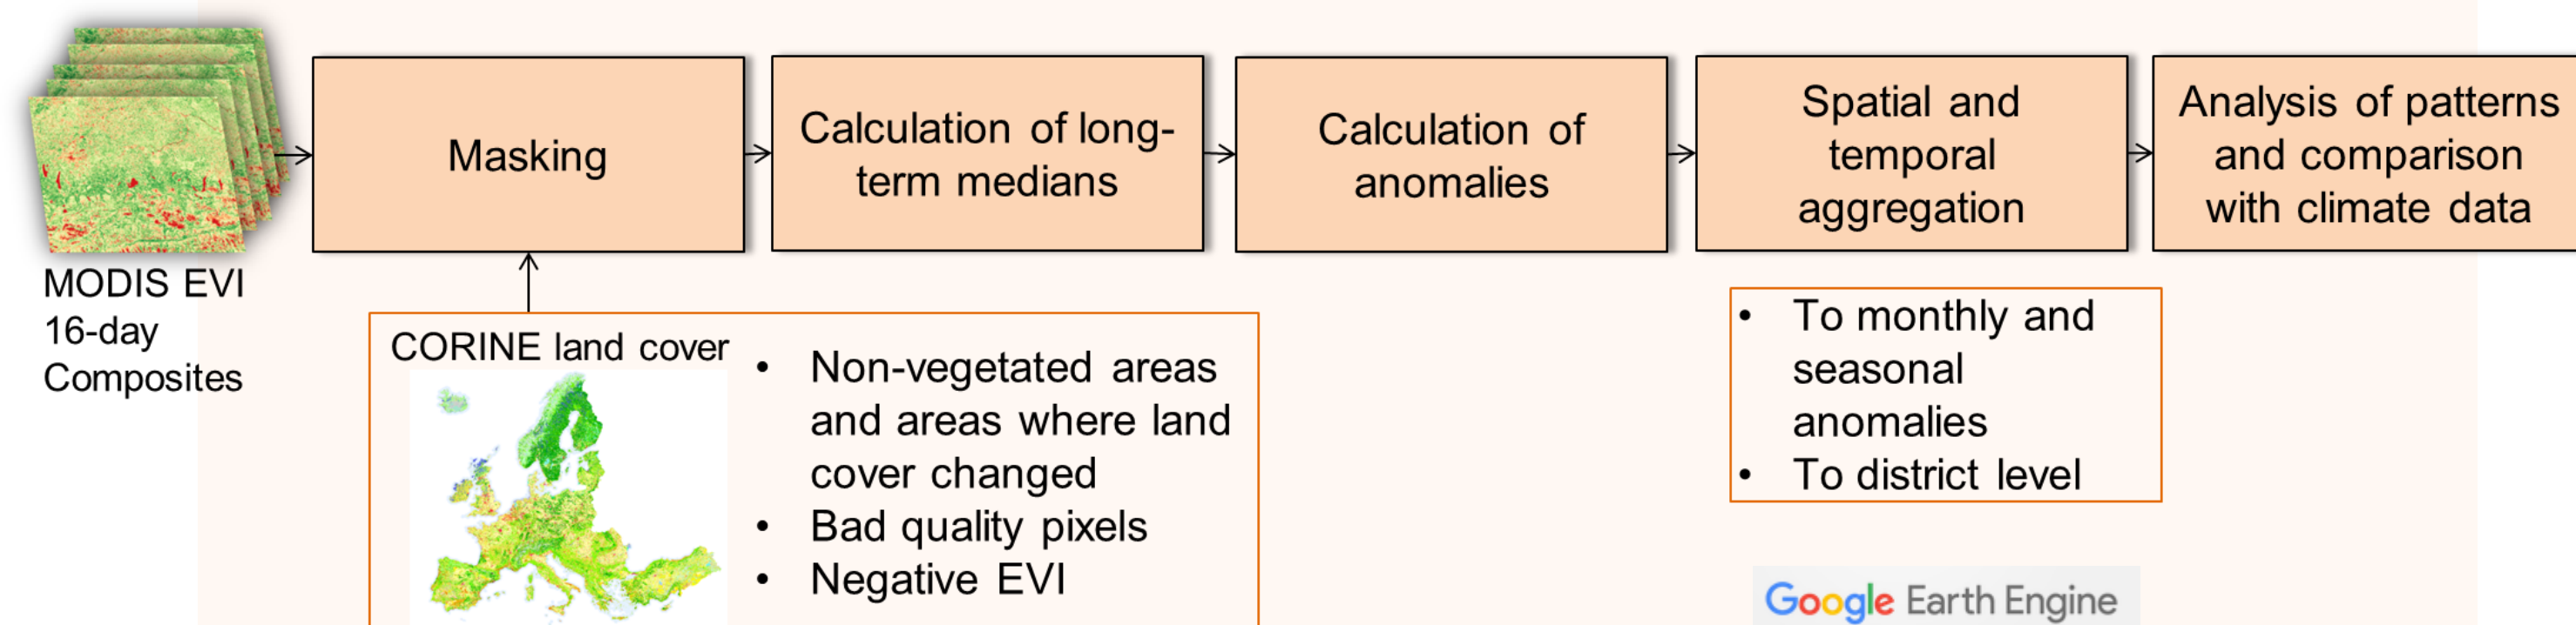 MODIS EVI
16-day
Composites
Masking
Calculation of long-
term medians
Calculation of
anomalies
Spatial and
temporal
aggregation
Analysis of patterns
and comparison
with climate data
CORINE land cover
• Non-vegetated areas
and areas where land
cover changed
• Bad quality pixels
• Negative EVI
• To monthly and
seasonal
anomalies
• To district level
Google Earth Engine